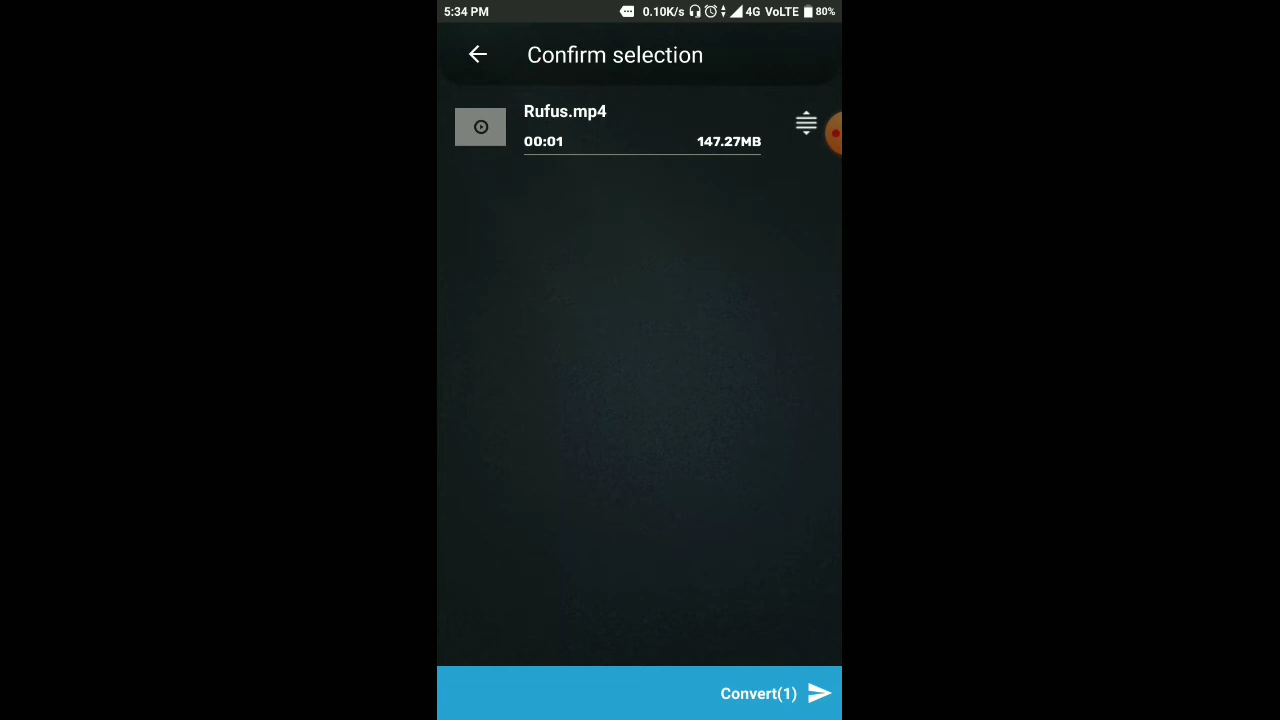 5:34 PM 0.10K/s 4G VoLTE 80%
Confirm selection
Rufus.mp4
00:01 147.27MB
Convert(1)